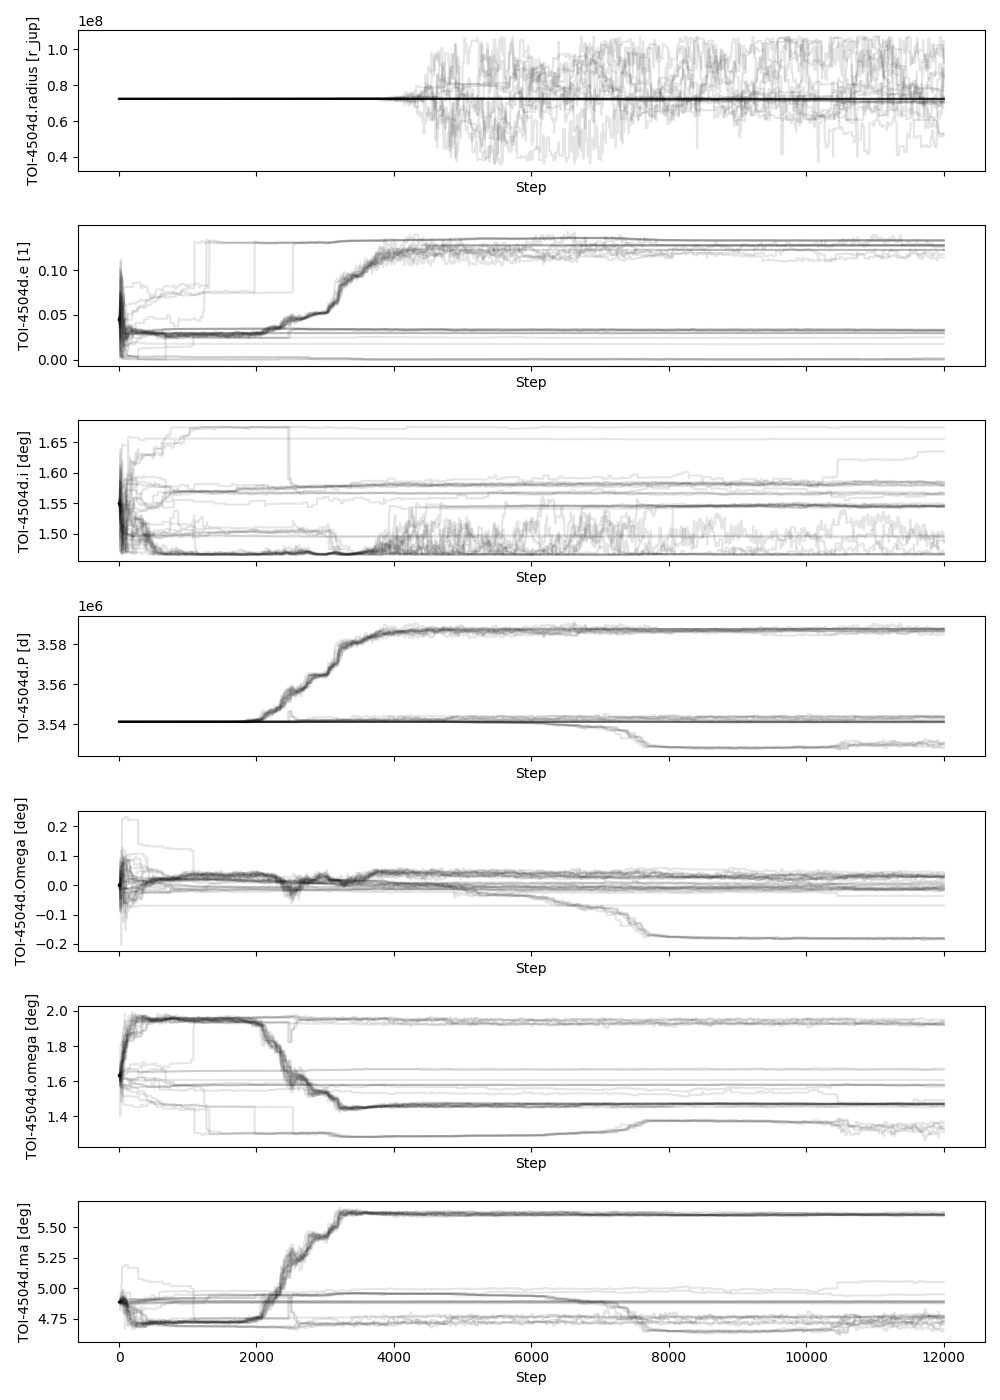 1e8
TOI-4504d.radius [r_jup]
1.0
0.8
0.6
0.4
Step
TOI-4504d.e [1]
0.10
0.05
0.00
Step
TOI-4504d.i [deg]
1.65
1.60
1.55
1.50
Step
1e6
TOI-4504d.P [d]
3.58
3.56
3.54
Step
TOI-4504d.Omega [deg]
0.2
0.1
0.0
−0.1
−0.2
Step
TOI-4504d.omega [deg]
2.0
1.8
1.6
1.4
Step
TOI-4504d.ma [deg]
5.50
5.25
5.00
4.75
0 2000 4000 6000 8000 10000 12000
Step